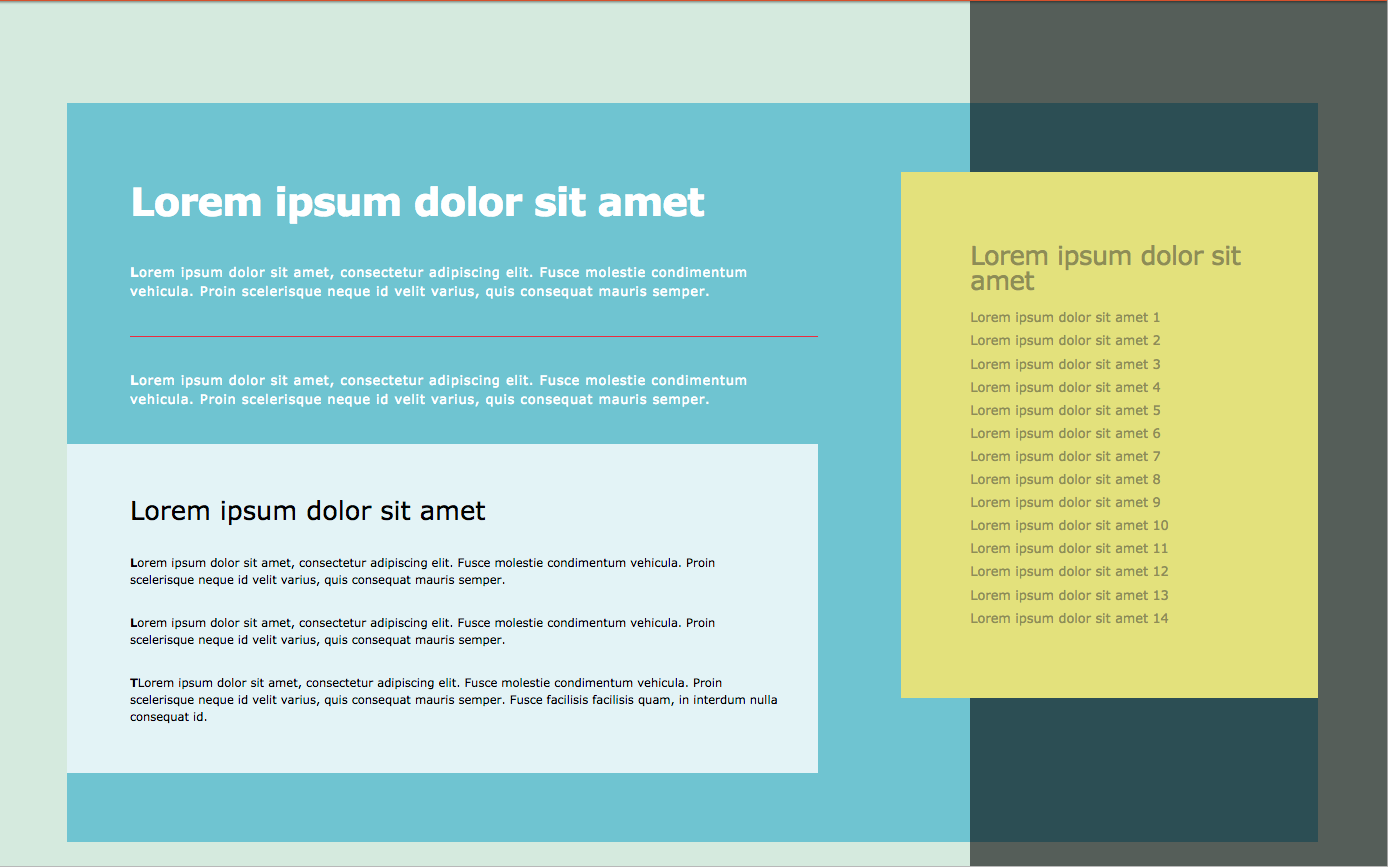 Lorem ipsum dolor sit amet
Lorem ipsum dolor sit amet, consectetur adipiscing elit. Fusce molestie condimentum
vehicula. Proin scelerisque neque id velit varius, quis consequat mauris semper.
Lorem ipsum dolor sit amet, consectetur adipiscing elit. Fusce molestie condimentum
vehicula. Proin scelerisque neque id velit varius, quis consequat mauris semper.
Lorem ipsum dolor sit amet
Lorem ipsum dolor sit amet, consectetur adipiscing elit. Fusce molestie condimentum vehicula. Proin
scelerisque neque id velit varius, quis consequat mauris semper.
Lorem ipsum dolor sit amet, consectetur adipiscing elit. Fusce molestie condimentum vehicula. Proin
scelerisque neque id velit varius, quis consequat mauris semper.
TLorem ipsum dolor sit amet, consectetur adipiscing elit. Fusce molestie condimentum vehicula. Proin
scelerisque neque id velit varius, quis consequat mauris semper. Fusce facilisis facilisis quam, in interdum nulla
consequat id.
Lorem ipsum dolor sit
amet
Lorem ipsum dolor sit amet 1
Lorem ipsum dolor sit amet 2
Lorem ipsum dolor sit amet 3
Lorem ipsum dolor sit amet 4
Lorem ipsum dolor sit amet 5
Lorem ipsum dolor sit amet 6
Lorem ipsum dolor sit amet 7
Lorem ipsum dolor sit amet 8
Lorem ipsum dolor sit amet 9
Lorem ipsum dolor sit amet 10
Lorem ipsum dolor sit amet 11
Lorem ipsum dolor sit amet 12
Lorem ipsum dolor sit amet 13
Lorem ipsum dolor sit amet 14